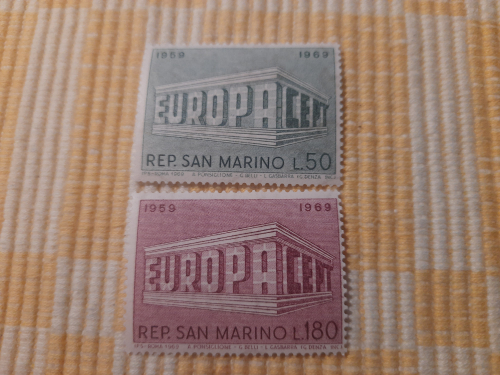 1959 1969
EUROPA CEPT
REP. SAN MARINO L.50
1959 1969
EUROPA CEPT
REP. SAN MARINO L.180